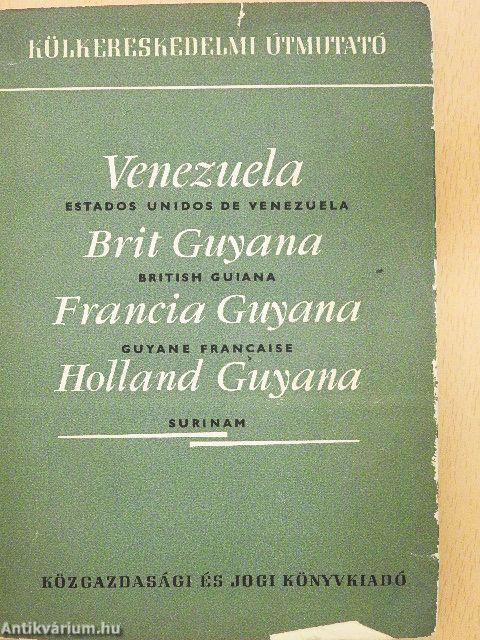 KÜLKERESKEDELMI ÚTMUTATÓ
Venezuela
ESTADOS UNIDOS DE VENEZUELA
Brit Guyana
BRITISH GUIANA
Francia Guyana
GUYANE FRANÇAISE
Holland Guyana
SURINAM
KÖZGAZDASÁGI ÉS JOGI KÖNYVKIADÓ
Antikvárium.hu